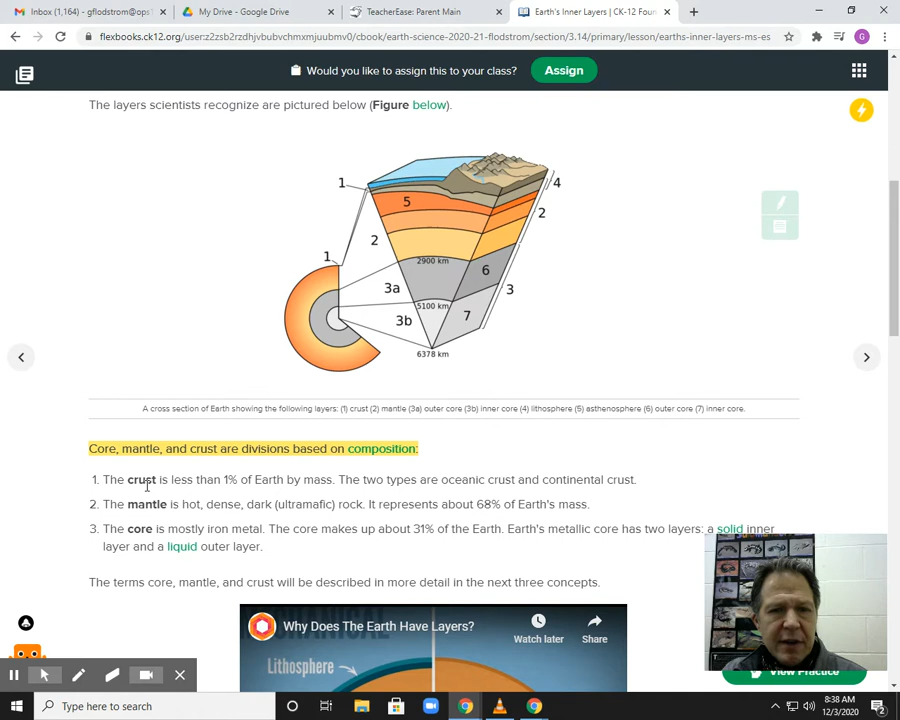 Inbox (1,164) - gflodstrom@ops
My Drive - Google Drive
TeacherEase: Parent Main
Earth's Inner Layers | CK-12 Foun
flexbooks.ck12.org/user:z2zsb2rzdhjvbubvchmxmjuubmv0/cbook/earth-science-2020-21-flodstrom/section/3.14/primary/lesson/earths-inner-layers-ms-es
G
Would you like to assign this to your class?
Assign
The layers scientists recognize are pictured below (Figure below).
1
4
5
2
2
1
2900 km
6
3a
3
5100 km
7
3b
6378 km
A cross section of Earth showing the following layers: (1) crust (2) mantle (3a) outer core (3b) inner core (4) lithosphere (5) asthenosphere (6) outer core (7) inner core.
Core, mantle, and crust are divisions based on composition:
1. The crust is less than 1% of Earth by mass. The two types are oceanic crust and continental crust.
2. The mantle is hot, dense, dark (ultramafic) rock. It represents about 68% of Earth's mass.
3. The core is mostly iron metal. The core makes up about 31% of the Earth. Earth's metallic core has two layers: a solid inner
layer and a liquid outer layer.
The terms core, mantle, and crust will be described in more detail in the next three concepts.
Why Does The Earth Have Layers?
Watch later
Share
Lithosphere
View Practice
Type here to search
8:38 AM
12/3/2020
2